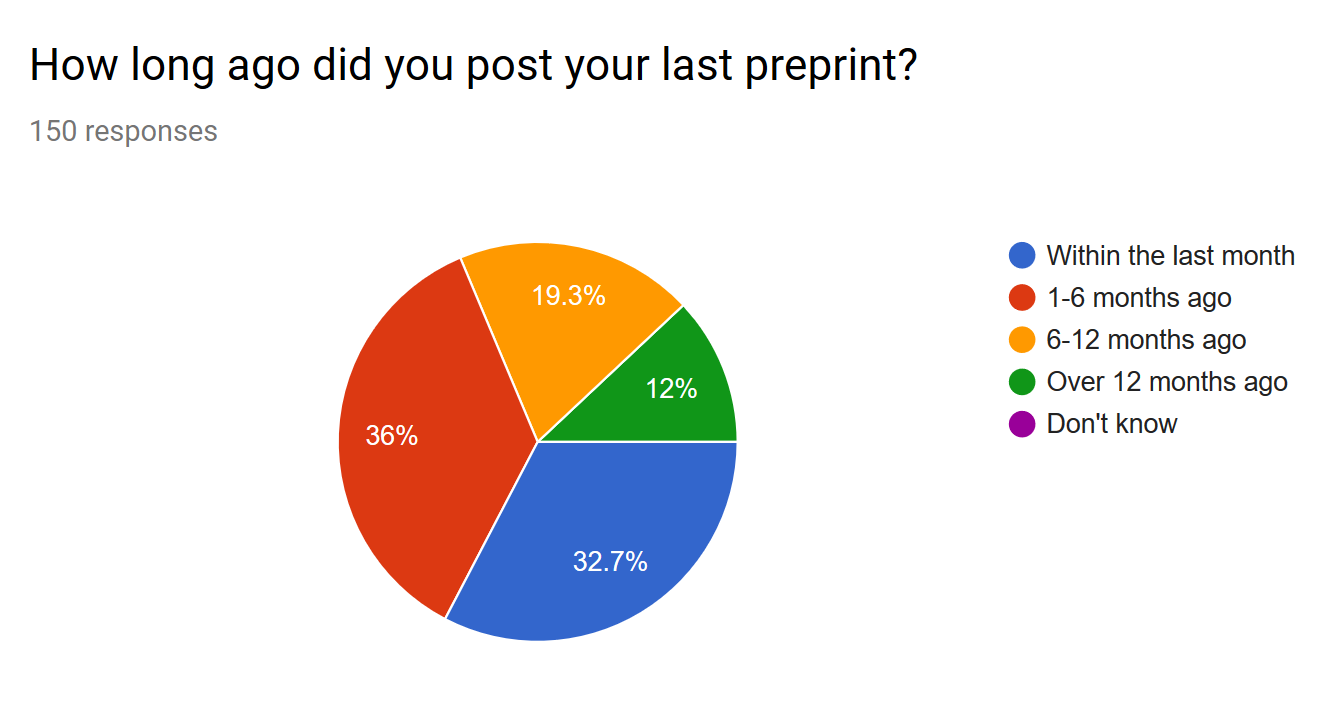 How long ago did you post your last preprint?
150 responses
19.3%
12%
36%
32.7%
Within the last month
1-6 months ago
6-12 months ago
Over 12 months ago
Don't know